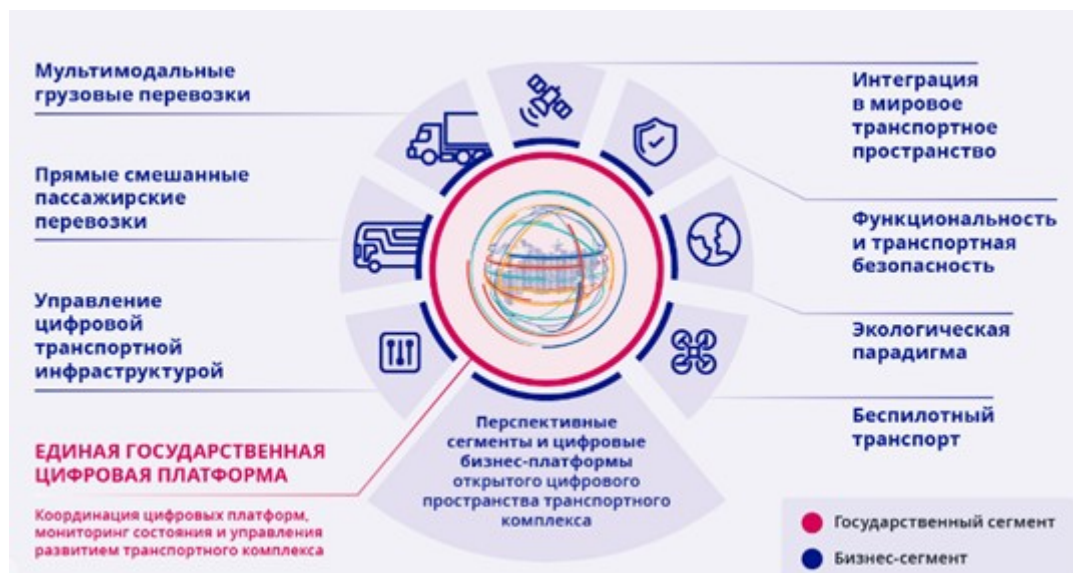 Мультимодальные
грузовые перевозки
Прямые смешанные
пассажирские
перевозки
Управление
цифровой
транспортной
инфраструктурой
ЕДИНАЯ ГОСУДАРСТВЕННАЯ
ЦИФРОВАЯ ПЛАТФОРМА
Координация цифровых платформ,
мониторинг состояния и управления
развитием транспортного комплекса
Перспективные
сегменты и цифровые
бизнес-платформы
открытого цифрового
пространства транспортного
комплекса
Интеграция
в мировое
транспортное
пространство
Функциональность
и транспортная
безопасность
Экологическая
парадигма
Беспилотный
транспорт
Государственный сегмент
Бизнес-сегмент